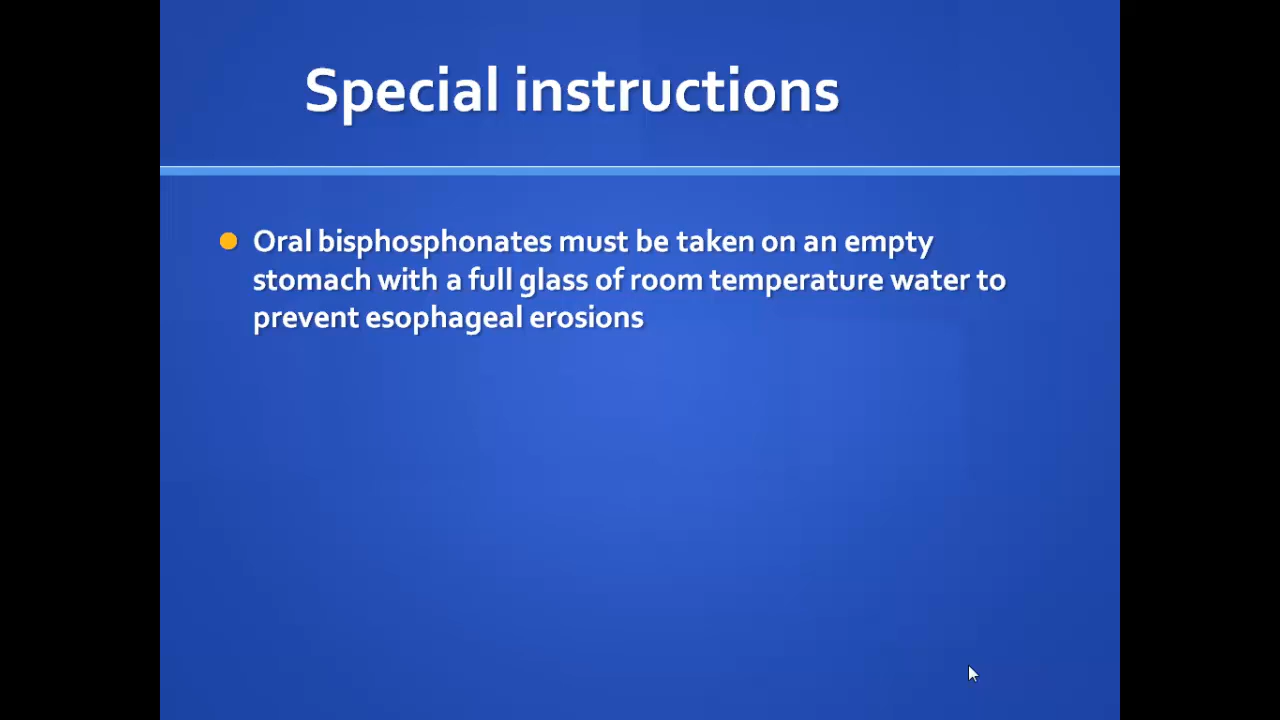 Special instructions
Oral bisphosphonates must be taken on an empty
stomach with a full glass of room temperature water to
prevent esophageal erosions